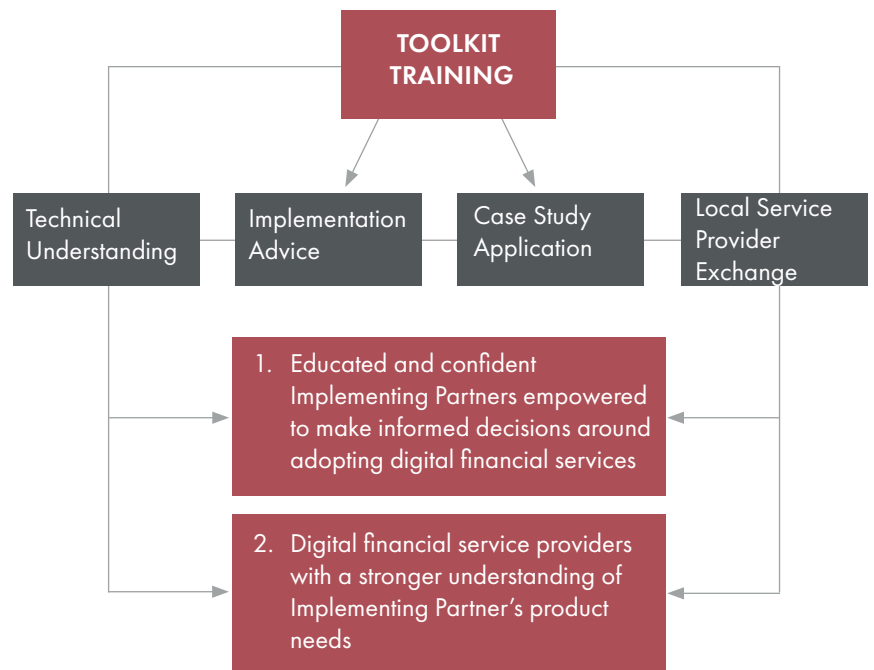 TOOLKIT
TRAINING
Technical
Understanding
Implementation
Advice
Case Study
Application
Local Service
Provider
Exchange
1. Educated and confident
Implementing Partners empowered
to make informed decisions around
adopting digital financial services
2. Digital financial service providers
with a stronger understanding of
Implementing Partner’s product
needs